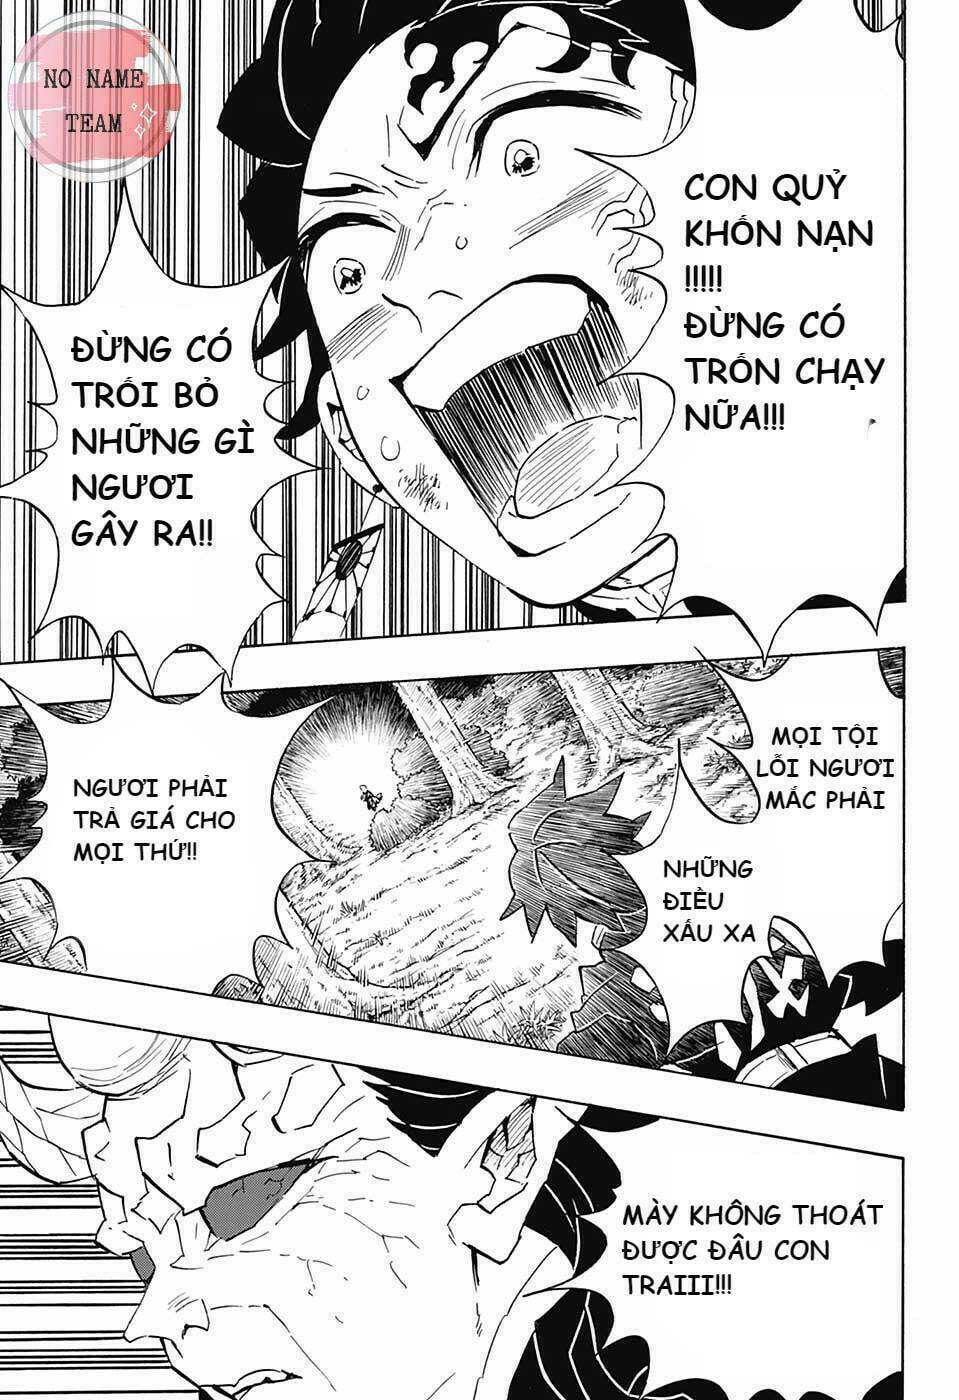 NO NAME
TEAM
CON QUỶ
KHỐN NẠN
!!!!!
ĐỪNG CÓ
TRỐN CHẠY
NỮA!!!
ĐỪNG CÓ
TRỐI BỎ
NHỮNG GÌ
NGƯƠI
GÂY RA!!
MỌI TỘI
LỖI NGƯƠI
MẮC PHẢI
NHỮNG
ĐIỀU
XẤU XA
NGƯƠI PHẢI
TRẢ GIÁ CHO
MỌI THỨ!!
MÀY KHÔNG THOÁT
ĐƯỢC ĐÂU CON
TRAIII!!!